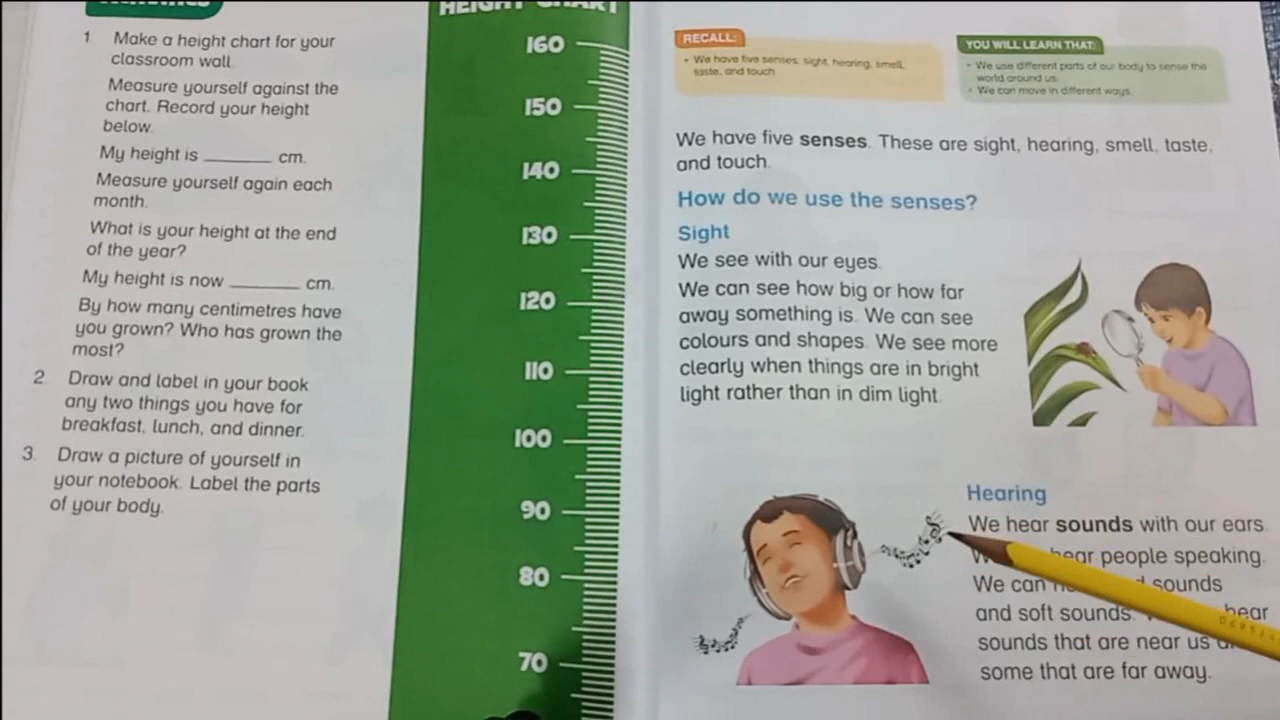 1 Make a height chart for your
classroom wall.
Measure yourself against the
chart. Record your height
below.
My height is ________ cm.
Measure yourself again each
month.
What is your height at the end
of the year?
My height is now ________ cm.
By how many centimetres have
you grown? Who has grown the
most?
2 Draw and label in your book
any two things you have for
breakfast, lunch, and dinner.
3 Draw a picture of yourself in
your notebook. Label the parts
of your body.
HEIGHT CHART
160
150
140
130
120
110
100
90
80
70
RECALL:
• We have five senses: sight, hearing, smell,
taste, and touch
YOU WILL LEARN THAT:
• We use different parts of our body to sense the
world around us.
• We can move in different ways.
We have five senses. These are sight, hearing, smell, taste,
and touch.
How do we use the senses?
Sight
We see with our eyes.
We can see how big or how far
away something is. We can see
colours and shapes. We see more
clearly when things are in bright
light rather than in dim light.
Hearing
We hear sounds with our ears.
hear people speaking.
We can sounds
and soft sounds. hear
sounds that are near us
some that are far away.